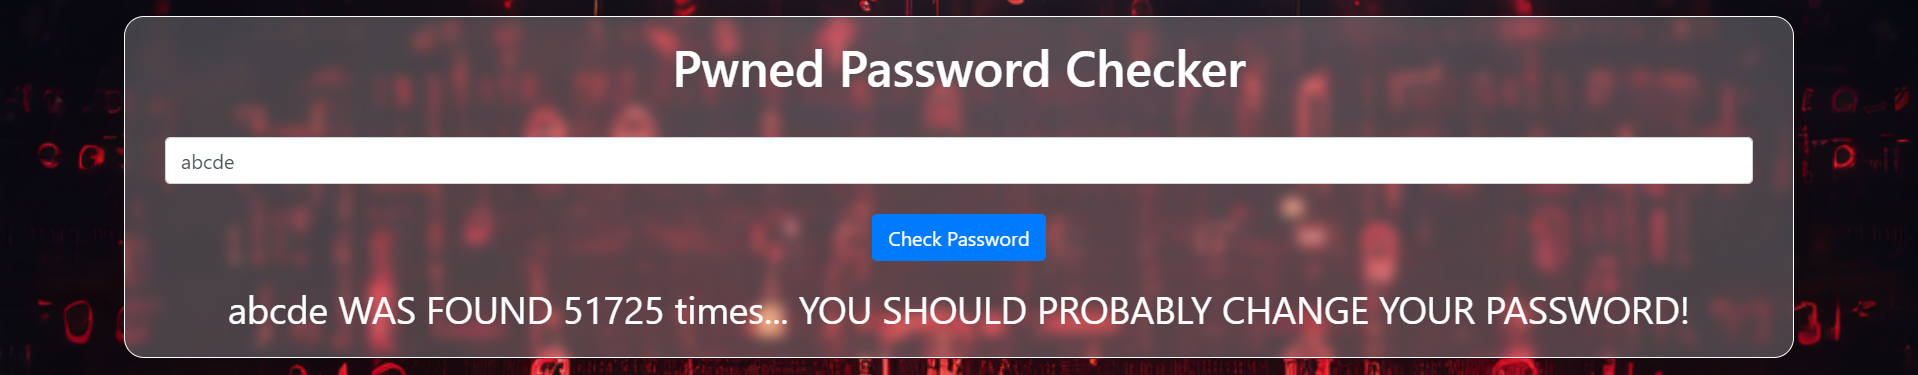 Pwned Password Checker
abcde
Check Password
abcde WAS FOUND 51725 times... YOU SHOULD PROBABLY CHANGE YOUR PASSWORD!